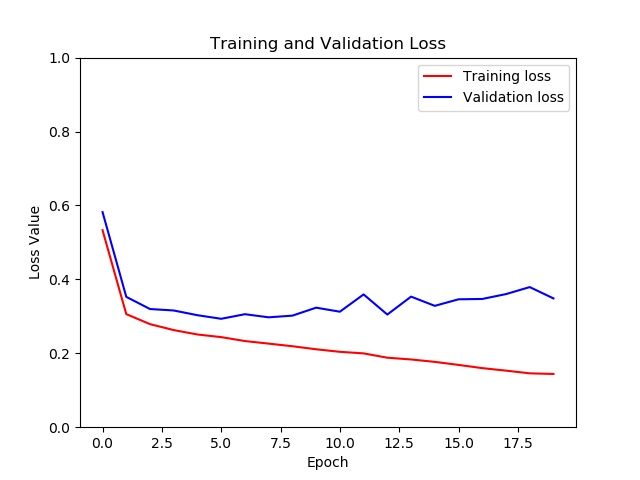 Training and Validation Loss
Training loss
Validation loss
1.0
0.8
0.6
0.4
0.2
0.0
Loss Value
0.0 2.5 5.0 7.5 10.0 12.5 15.0 17.5
Epoch